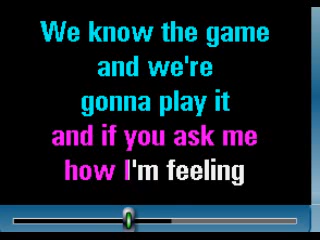 We know the game
and we're
gonna play it
and if you ask me
how I'm feeling